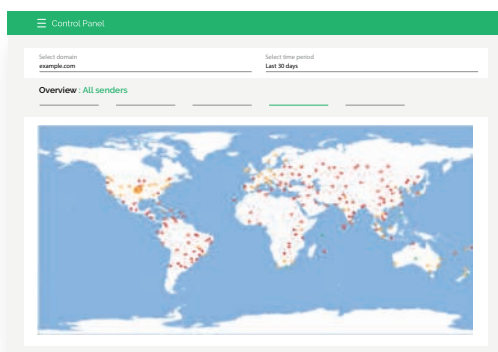 Control Panel
Select domain
example.com
Select time period
Last 30 days
Overview : All senders